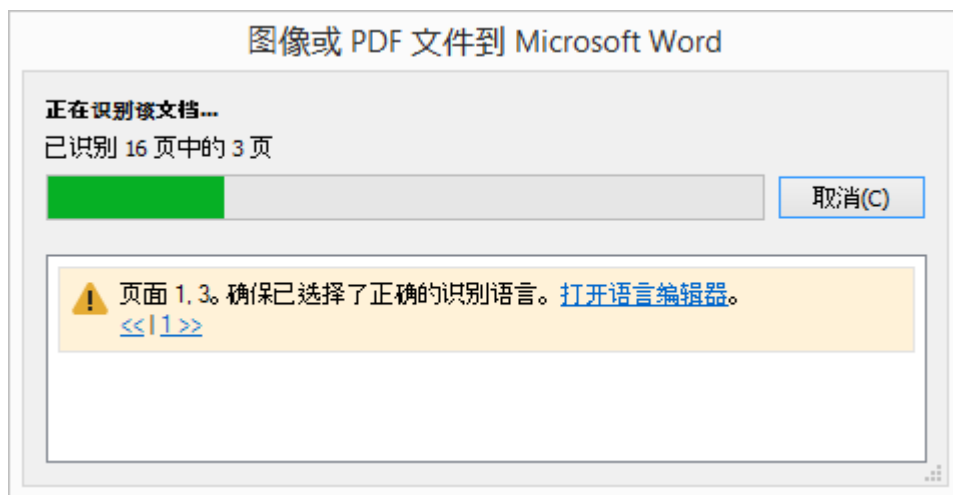 图像或 PDF 文件到 Microsoft Word
正在识别该文档...
已识别 16 页中的 3 页
取消(C)
页面 1, 3。确保已选择了正确的识别语言。打开语言编辑器。
<< | 1 >>